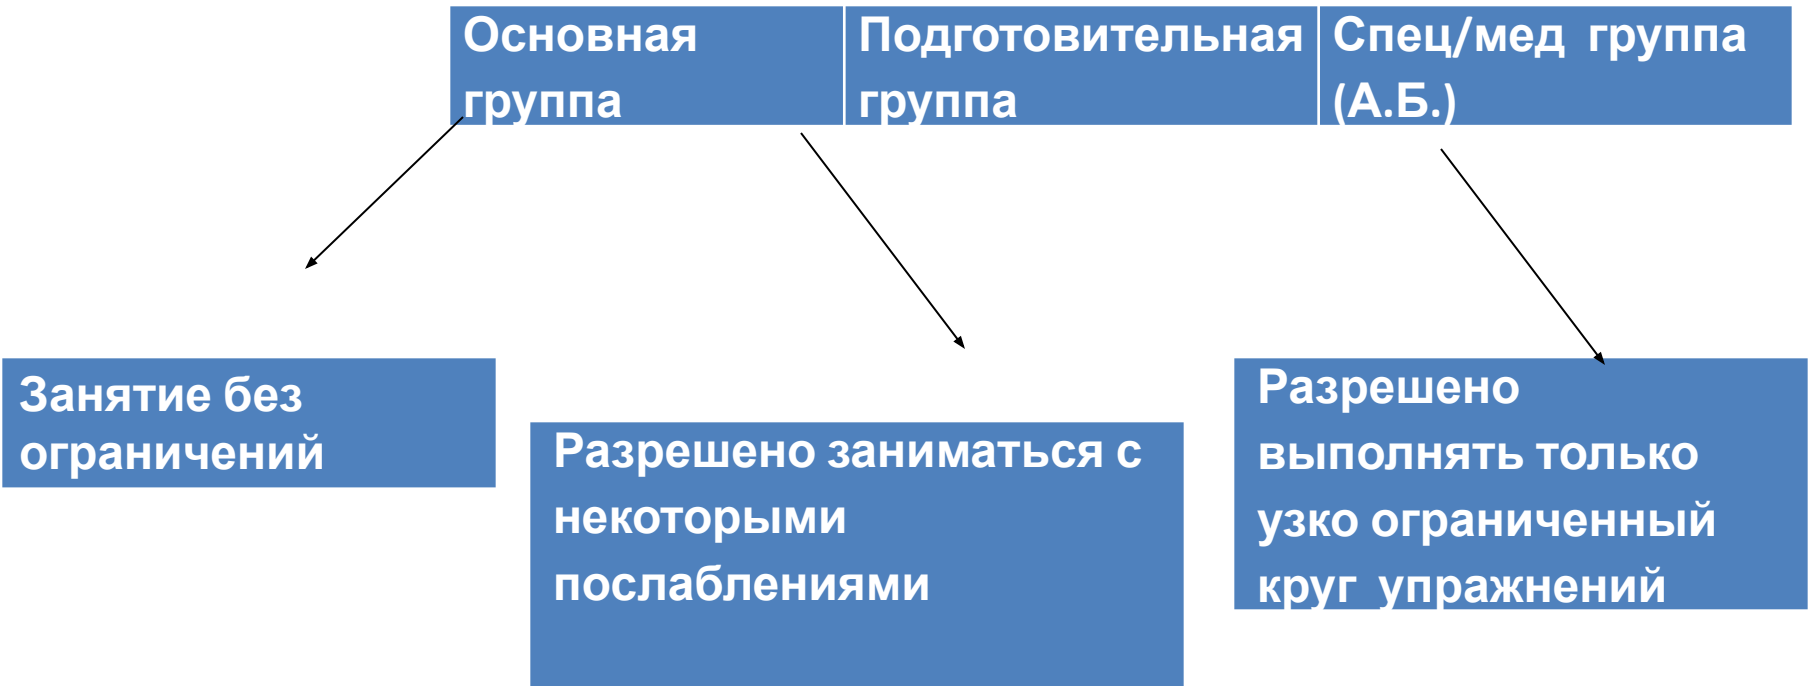 Основная
группа
Подготовительная
группа
Спец/мед группа
(А.Б.)
Занятие без
ограничений
Разрешено заниматься с
некоторыми
послаблениями
Разрешено
выполнять только
узко ограниченный
круг упражнений